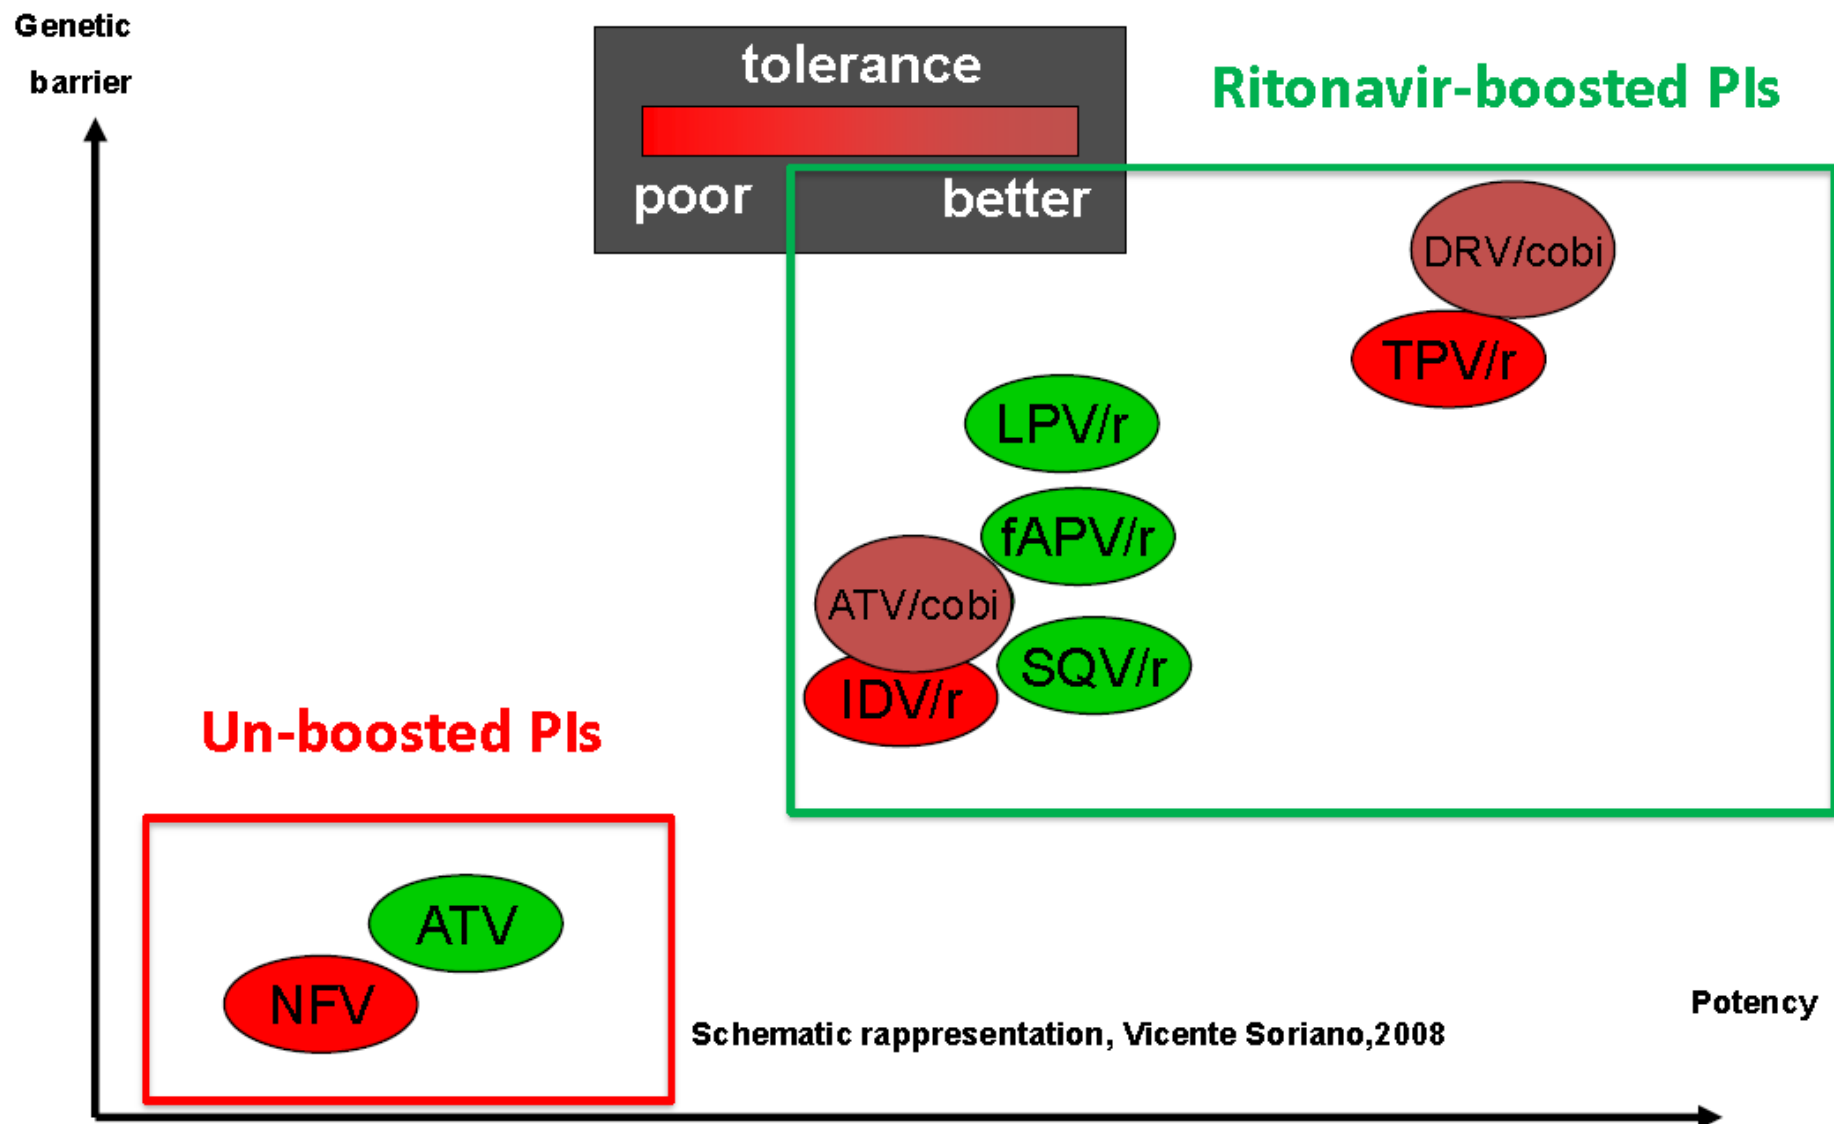 Genetic
barrier
tolerance
poor better
Ritonavir-boosted PIs
DRV/cobi
TPV/r
LPV/r
fAPV/r
ATV/cobi
SQV/r
IDV/r
Un-boosted PIs
ATV
NFV
Potency
Schematic rappresentation, Vicente Soriano,2008